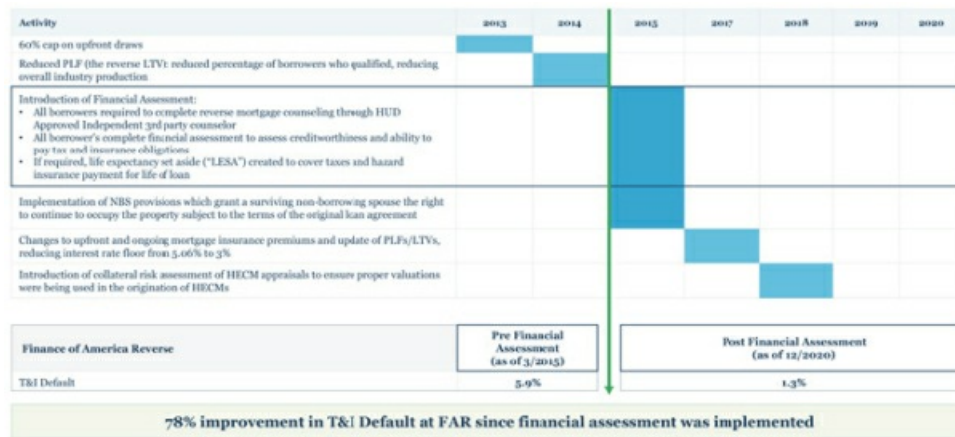 Activity 2013 2014 2015 2017 2018 2019 2020
60% cap on upfront draws
Reduced PLF (the reverse LTV): reduced percentage of borrowers who qualified, reducing
overall industry production
Introduction of Financial Assessment:
• All borrowers required to complete reverse mortgage counseling through HUD
Approved Independent 3rd party counselor
• All borrower's complete financial assessment to assess creditworthiness and ability to
pay tax and insurance obligations
• If required, life expectancy set aside ("LESA") created to cover taxes and hazard
insurance payment for life of loan
Implementation of NBS provisions which grant a surviving non-borrowing spouse the right
to continue to occupy the property subject to the terms of the original loan agreement
Changes to upfront and ongoing mortgage insurance premiums and update of PLFs/LTVs,
reducing interest rate floor from 5.06% to 3%
Introduction of collateral risk assessment of HECM appraisals to ensure proper valuations
were being used in the origination of HECMs
Finance of America Reverse
Pre Financial
Assessment
(as of 3/2015)
Post Financial Assessment
(as of 12/2020)
T&I Default 5.9% 1.3%
78% improvement in T&I Default at FAR since financial assessment was implemented